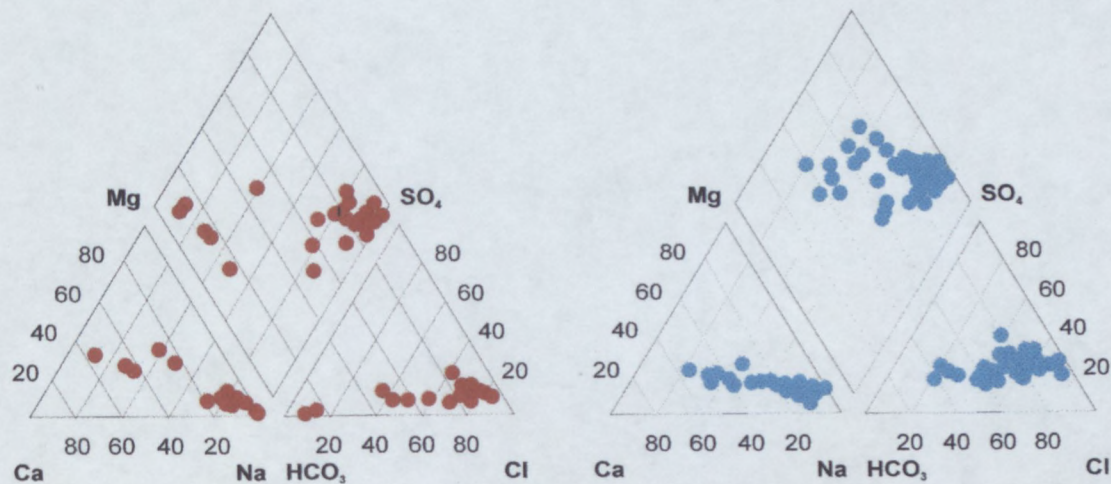 Mg SO₄ Mg SO₄
80 80 80 80
60 60 60 60
40 40 40 40
20 20 20 20
80 60 40 20 20 40 60 80 80 60 40 20 20 40 60 80
Ca Na HCO₃ Cl Ca Na HCO₃ Cl